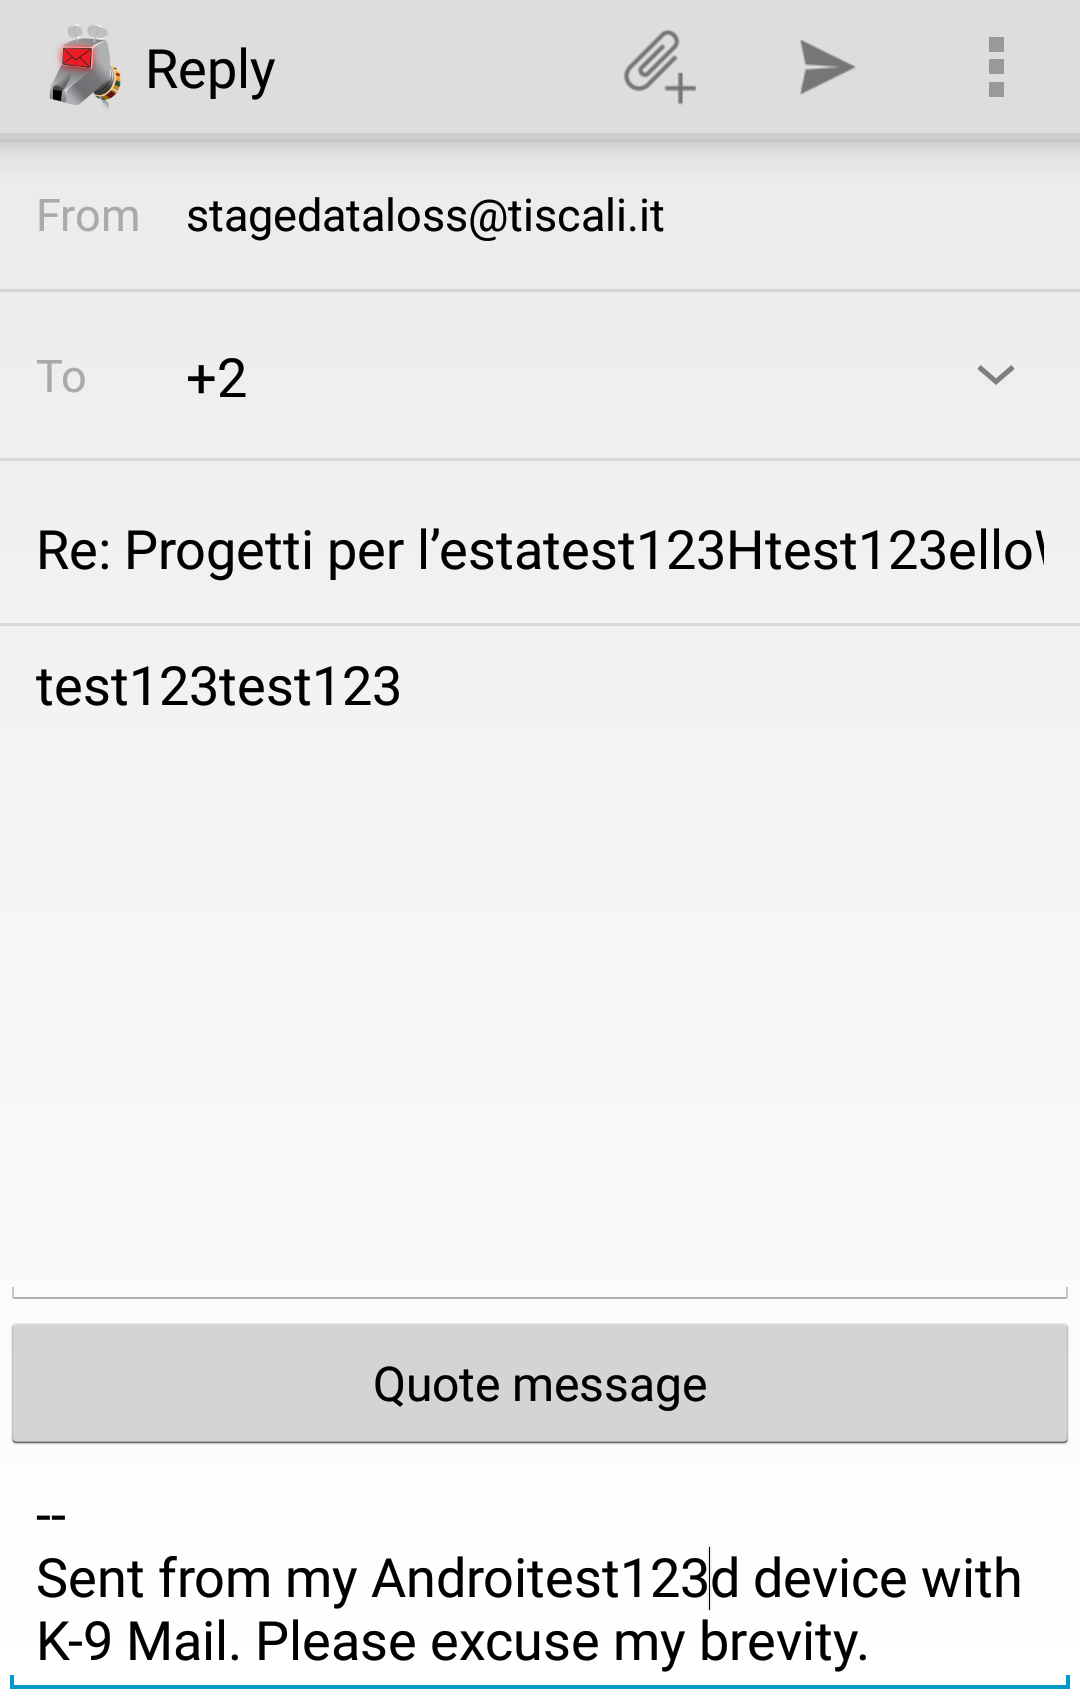 Reply
From stagedataloss@tiscali.it
To +2
Re: Progetti per l’estatest123Htest123ello
test123test123
Quote message
--
Sent from my Androitest123d device with
K-9 Mail. Please excuse my brevity.